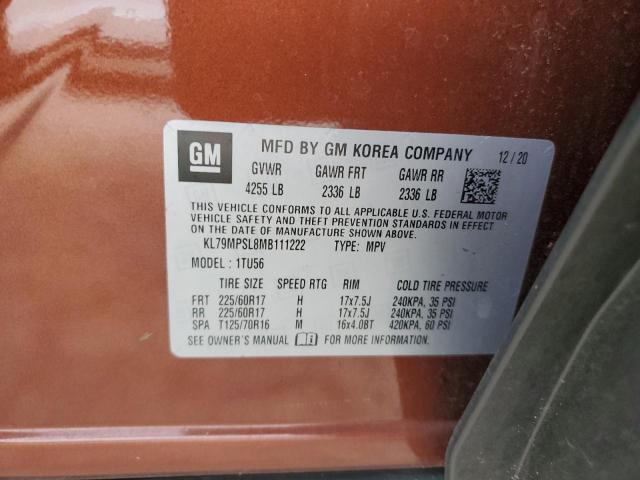 GM MFD BY GM KOREA COMPANY 12/20
GVWR GAWR FRT GAWR RR
4255 LB 2336 LB 2336 LB
THIS VEHICLE CONFORMS TO ALL APPLICABLE U.S. FEDERAL MOTOR
VEHICLE SAFETY AND THEFT PREVENTION STANDARDS IN EFFECT
ON THE DATE OF MANUFACTURE SHOWN ABOVE.
KL79MPSL8MB111222 TYPE: MPV
MODEL: 1TU56
TIRE SIZE SPEED RTG RIM COLD TIRE PRESSURE
FRT 225/60R17 H 17x7.5J 240KPA, 35 PSI
RR 225/60R17 H 17x7.5J 240KPA, 35 PSI
SPA T125/70R16 M 16x4.0BT 420KPA, 60 PSI
SEE OWNER'S MANUAL FOR MORE INFORMATION.